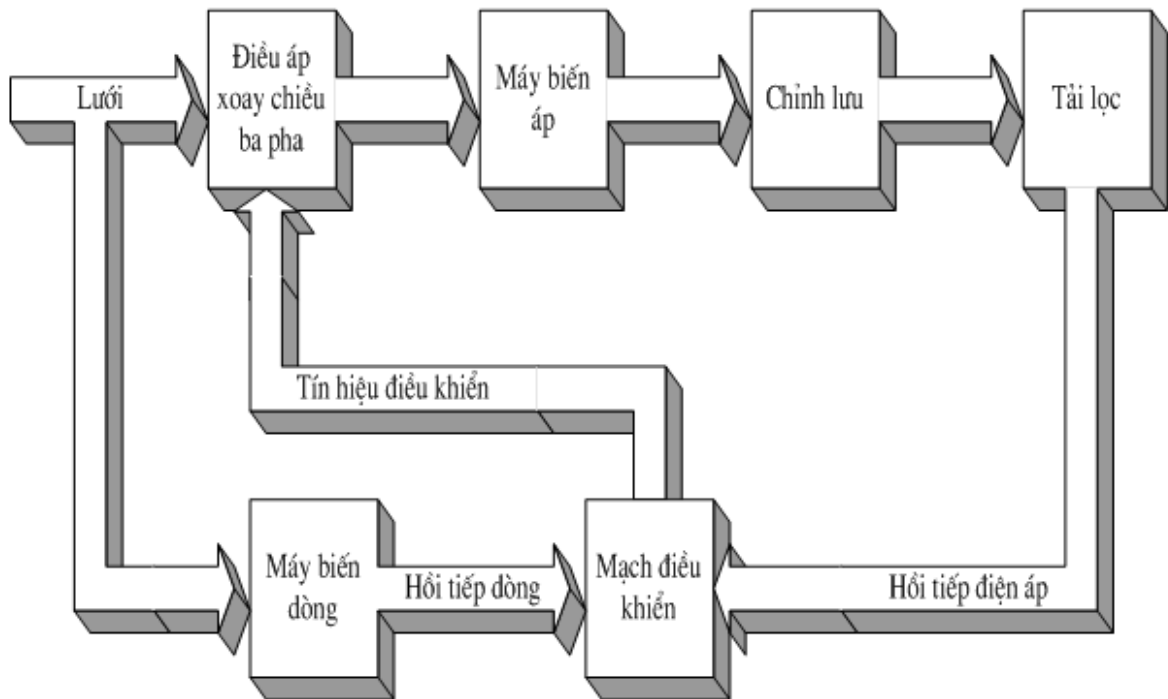 Lưới
Điều áp
xoay chiều
ba pha
Máy biến
áp
Chỉnh lưu
Tải lọc
Tín hiệu điều khiển
Máy biến
dòng
Hồi tiếp dòng
Mạch điều
khiển
Hồi tiếp điện áp